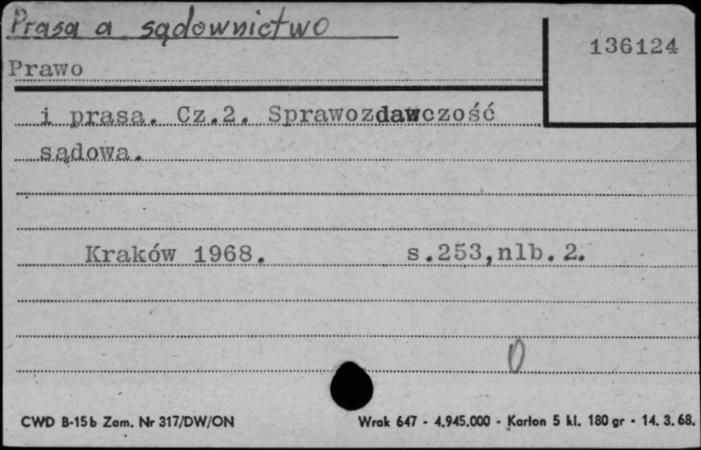 Prasa a sądownictwo
136124
Prawo
i prasa. Cz.2. Sprawozdawczość
sądowa.
Kraków 1968. s.253,nlb.2.
0
CWD B-15b Zam. Nr 317/DW/ON Wrak 647 - 4.945.000 - Karton 5 kl. 180 gr - 14. 3. 68.